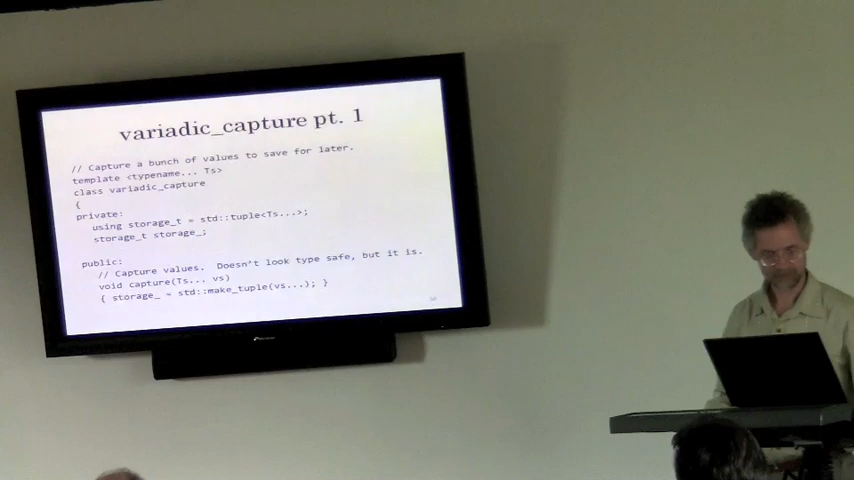 variadic_capture pt. 1
// Capture a bunch of values to save for later.
template <typename... Ts>
class variadic_capture
{
private:
using storage_t = std::tuple<Ts...>;
storage_t storage_;
public:
// Capture values. Doesn't look type safe, but it is.
void capture(Ts... vs)
{ storage_ = std::make_tuple(vs...); }